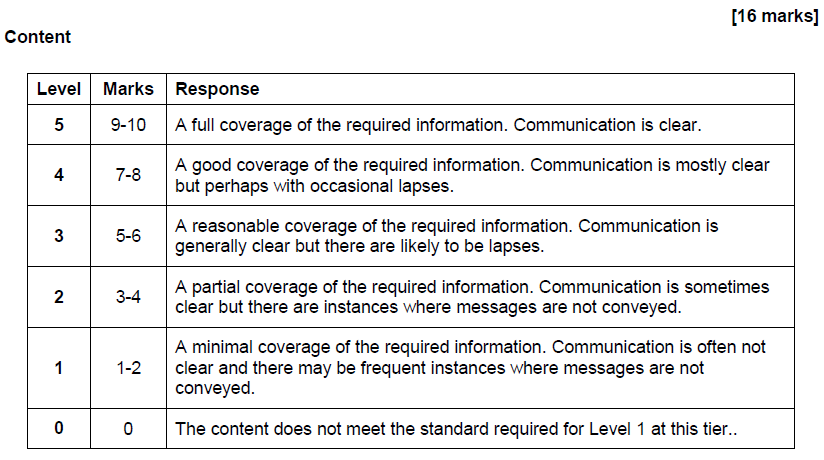 [16 marks]
Content
Level Marks Response
5 9-10 A full coverage of the required information. Communication is clear.
4 7-8 A good coverage of the required information. Communication is mostly clear
but perhaps with occasional lapses.
3 5-6 A reasonable coverage of the required information. Communication is
generally clear but there are likely to be lapses.
2 3-4 A partial coverage of the required information. Communication is sometimes
clear but there are instances where messages are not conveyed.
1 1-2 A minimal coverage of the required information. Communication is often not
clear and there may be frequent instances where messages are not
conveyed.
0 0 The content does not meet the standard required for Level 1 at this tier..